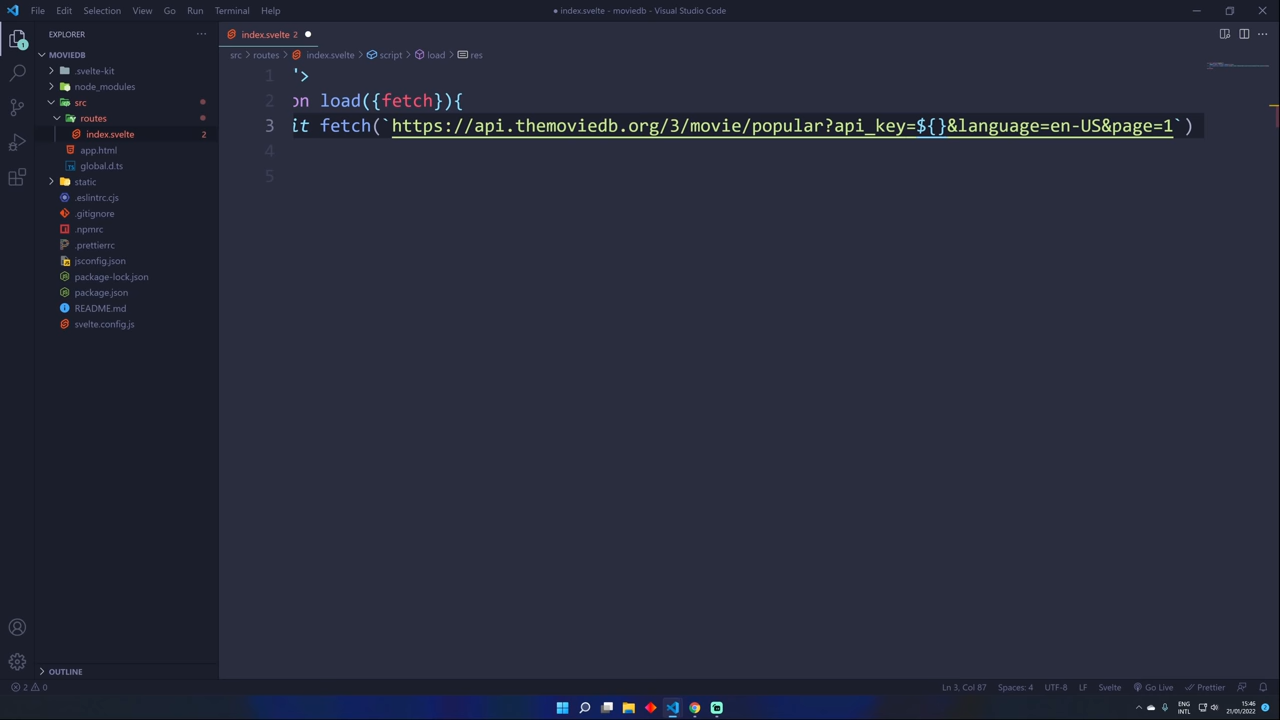 File Edit Selection View Go Run Terminal Help
● index.svelte - moviedb - Visual Studio Code
EXPLORER
MOVIEDB
.svelte-kit
node_modules
src
routes
index.svelte 2
app.html
global.d.ts
static
.eslintrc.cjs
.gitignore
.npmrc
.prettierrc
jsconfig.json
package-lock.json
package.json
README.md
svelte.config.js
OUTLINE
index.svelte 2 ●
src > routes > index.svelte > script > load > res
1 '>
2 on load({fetch}){
3 it fetch(`https://api.themoviedb.org/3/movie/popular?api_key=${}&language=en-US&page=1`)
4
5
2 0
Ln 3, Col 87 Spaces: 4 UTF-8 LF Svelte Go Live Prettier
1
ENG
INTL
15:46
21/01/2022
2